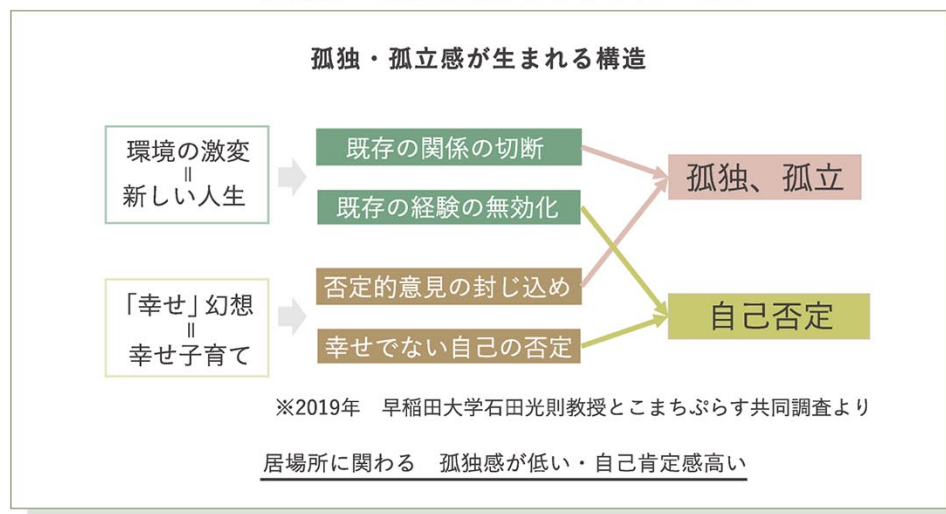 孤独・孤立感が生まれる構造
環境の激変
＝
新しい人生
既存の関係の切断
既存の経験の無効化
「幸せ」幻想
＝
幸せ子育て
否定的意見の封じ込め
幸せでない自己の否定
孤独、孤立
自己否定
※2019年　早稲田大学石田光則教授とこまちぷらす共同調査より
居場所に関わる　孤独感が低い・自己肯定感高い